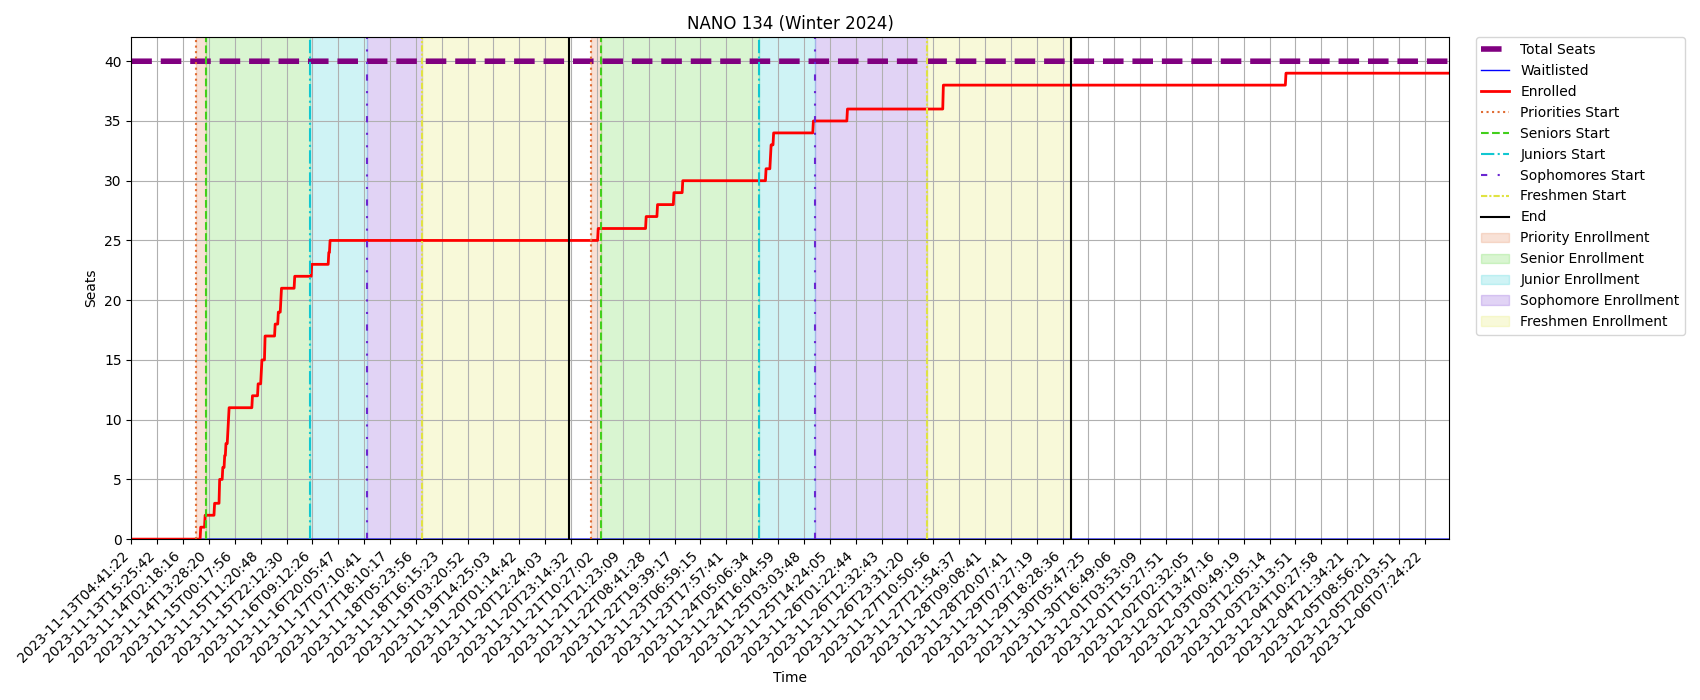 NANO 134 (Winter 2024)
Seats
40
35
30
25
20
15
10
5
0
2023-11-13T04:41:22
2023-11-13T15:25:42
2023-11-14T02:18:16
2023-11-14T13:28:20
2023-11-15T00:17:56
2023-11-15T11:20:48
2023-11-15T22:12:30
2023-11-16T09:12:26
2023-11-16T20:05:47
2023-11-17T07:10:41
2023-11-17T18:10:17
2023-11-18T05:23:56
2023-11-18T16:15:23
2023-11-19T03:20:52
2023-11-19T14:25:03
2023-11-20T01:14:42
2023-11-20T12:24:03
2023-11-20T23:14:32
2023-11-21T10:27:02
2023-11-21T21:23:09
2023-11-22T08:41:28
2023-11-22T19:39:17
2023-11-23T06:59:15
2023-11-23T17:57:41
2023-11-24T05:06:34
2023-11-24T16:04:59
2023-11-25T03:03:48
2023-11-25T14:24:05
2023-11-26T01:22:44
2023-11-26T12:32:43
2023-11-26T23:31:20
2023-11-27T10:50:56
2023-11-27T21:54:37
2023-11-28T09:08:41
2023-11-28T20:07:41
2023-11-29T07:27:19
2023-11-29T18:28:36
2023-11-30T05:47:25
2023-11-30T16:49:06
2023-12-01T03:53:09
2023-12-01T15:27:51
2023-12-02T02:32:05
2023-12-02T13:47:16
2023-12-03T00:49:19
2023-12-03T12:05:14
2023-12-03T23:13:51
2023-12-04T10:27:58
2023-12-04T21:34:21
2023-12-05T08:56:21
2023-12-05T20:03:51
2023-12-06T07:24:22
Time
Total Seats
Waitlisted
Enrolled
Priorities Start
Seniors Start
Juniors Start
Sophomores Start
Freshmen Start
End
Priority Enrollment
Senior Enrollment
Junior Enrollment
Sophomore Enrollment
Freshmen Enrollment